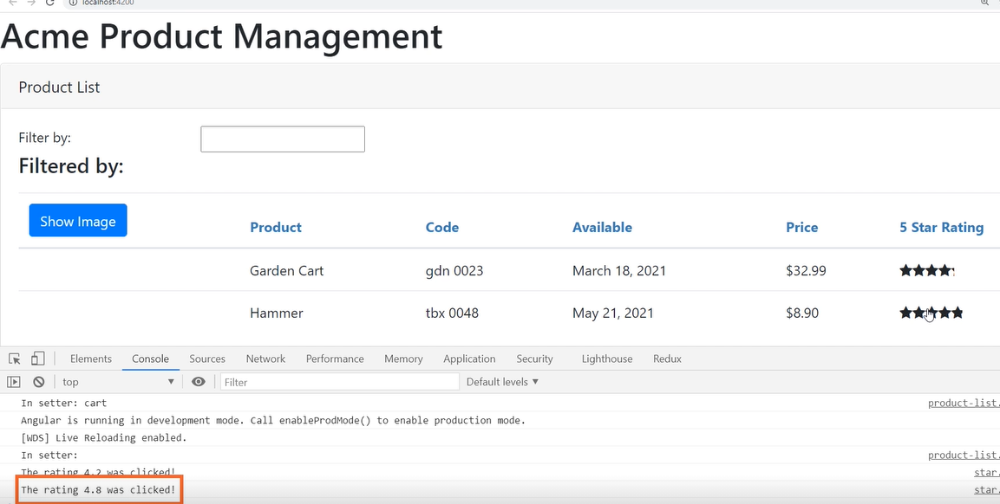 localhost:4200
Acme Product Management
Product List
Filter by:
Filtered by:
Show Image Product Code Available Price 5 Star Rating
Garden Cart gdn 0023 March 18, 2021 $32.99
Hammer tbx 0048 May 21, 2021 $8.90
Elements Console Sources Network Performance Memory Application Security Lighthouse Redux
top Filter Default levels
In setter: cart product-list.
Angular is running in development mode. Call enableProdMode() to enable production mode.
[WDS] Live Reloading enabled.
In setter: product-list.
The rating 4.2 was clicked! star.
The rating 4.8 was clicked! star.